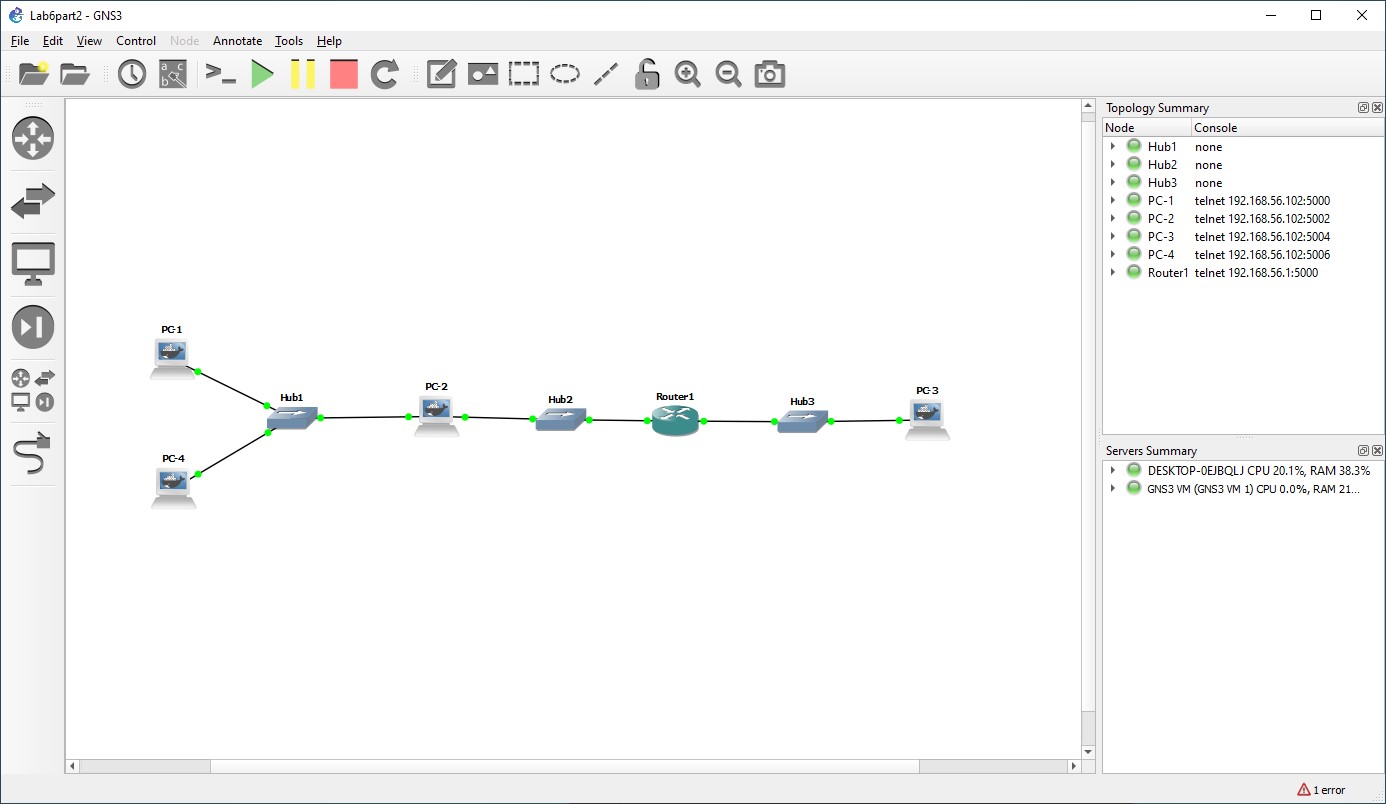 Lab6part2 - GNS3
File Edit View Control Node Annotate Tools Help
a c
b
Topology Summary
Node Console
Hub1 none
Hub2 none
Hub3 none
PC-1 telnet 192.168.56.102:5000
PC-2 telnet 192.168.56.102:5002
PC-3 telnet 192.168.56.102:5004
PC-4 telnet 192.168.56.102:5006
Router1 telnet 192.168.56.1:5000
PC-1
Hub1
PC-4
PC-2
Hub2
Router1
Hub3
PC-3
Servers Summary
DESKTOP-0EJBQLJ CPU 20.1%, RAM 38.3%
GNS3 VM (GNS3 VM 1) CPU 0.0%, RAM 21...
1 error